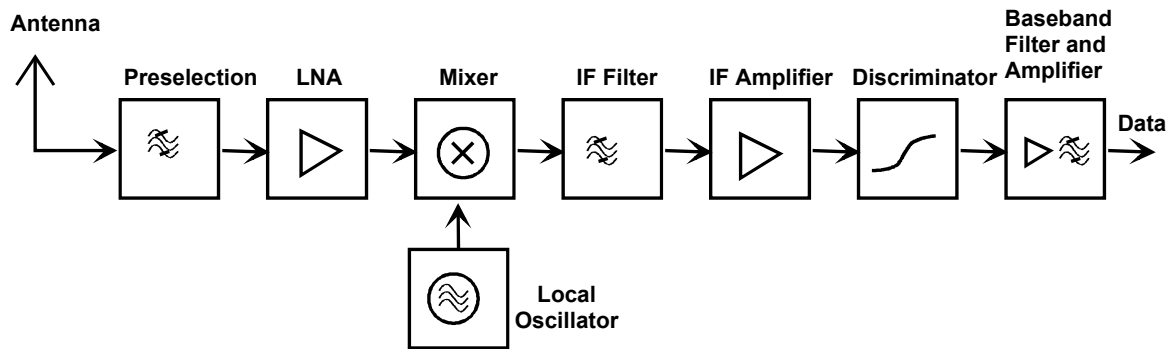 Antenna
Preselection
LNA
Mixer
IF Filter
IF Amplifier
Discriminator
Baseband
Filter and
Amplifier
Data
Local
Oscillator